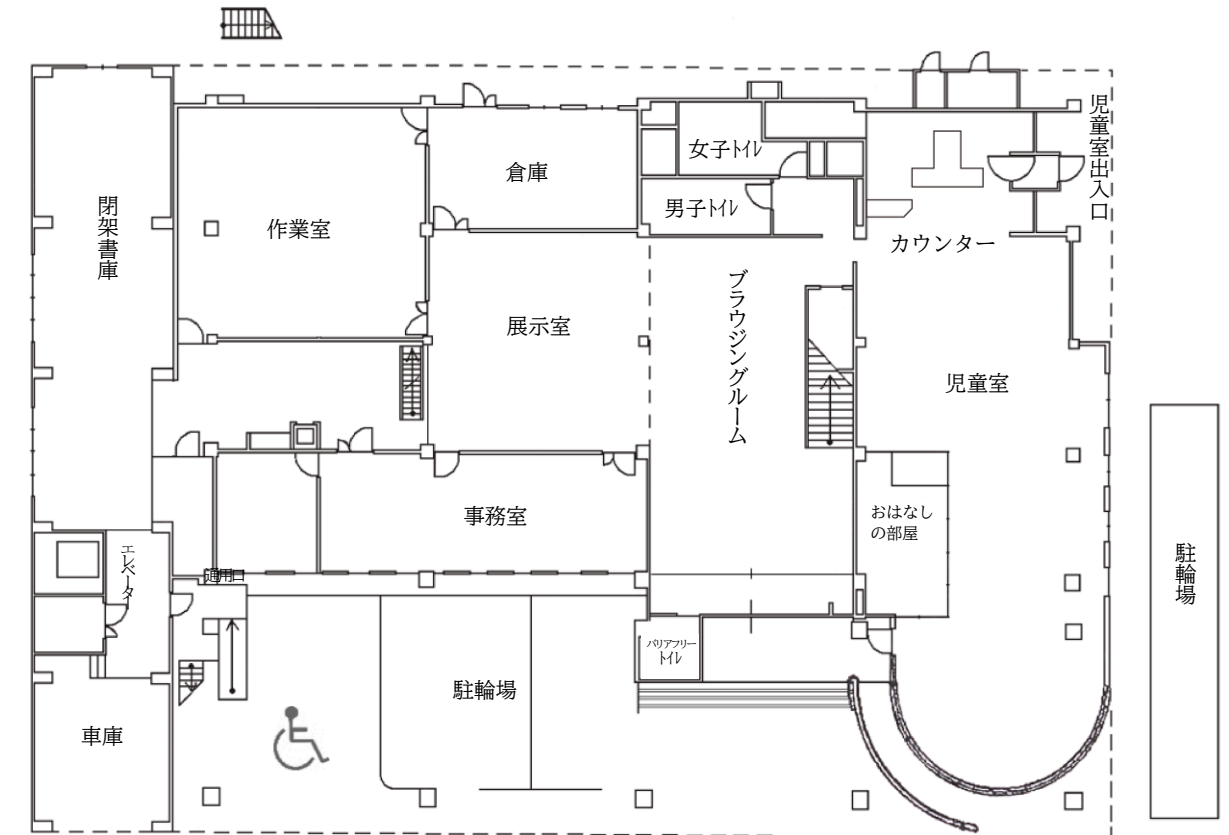 閉架書庫
作業室
倉庫
女子トイレ
男子トイレ
児童室出入口
カウンター
展示室
ブラウジングルーム
児童室
おはなし
の部屋
事務室
エレベータ
通用口
バリアフリー
トイレ
駐輪場
駐輪場
車庫